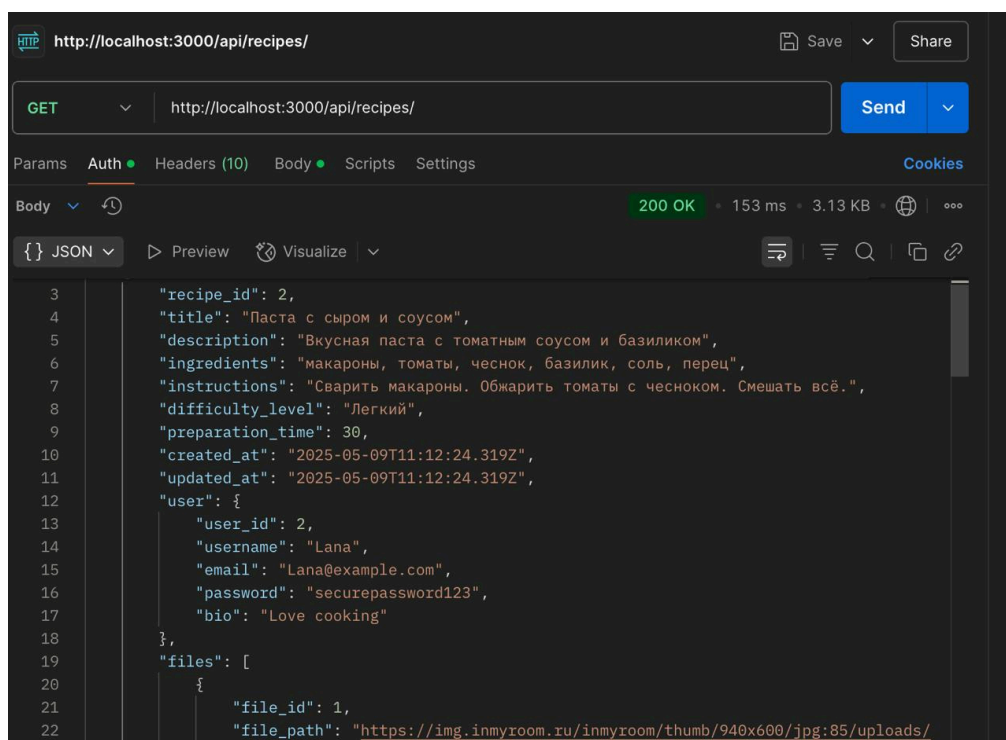 HTTP http://localhost:3000/api/recipes/ Save Share
GET http://localhost:3000/api/recipes/ Send
Params Auth Headers (10) Body Scripts Settings Cookies
Body 200 OK 153 ms 3.13 KB
{} JSON Preview Visualize
3 "recipe_id": 2,
4 "title": "Паста с сыром и соусом",
5 "description": "Вкусная паста с томатным соусом и базиликом",
6 "ingredients": "макароны, томаты, чеснок, базилик, соль, перец",
7 "instructions": "Сварить макароны. Обжарить томаты с чесноком. Смешать всё.",
8 "difficulty_level": "Легкий",
9 "preparation_time": 30,
10 "created_at": "2025-05-09T11:12:24.319Z",
11 "updated_at": "2025-05-09T11:12:24.319Z",
12 "user": {
13 "user_id": 2,
14 "username": "Lana",
15 "email": "Lana@example.com",
16 "password": "securepassword123",
17 "bio": "Love cooking"
18 },
19 "files": [
20 {
21 "file_id": 1,
22 "file_path": "https://img.inmyroom.ru/inmyroom/thumb/940x600/jpg:85/uploads/